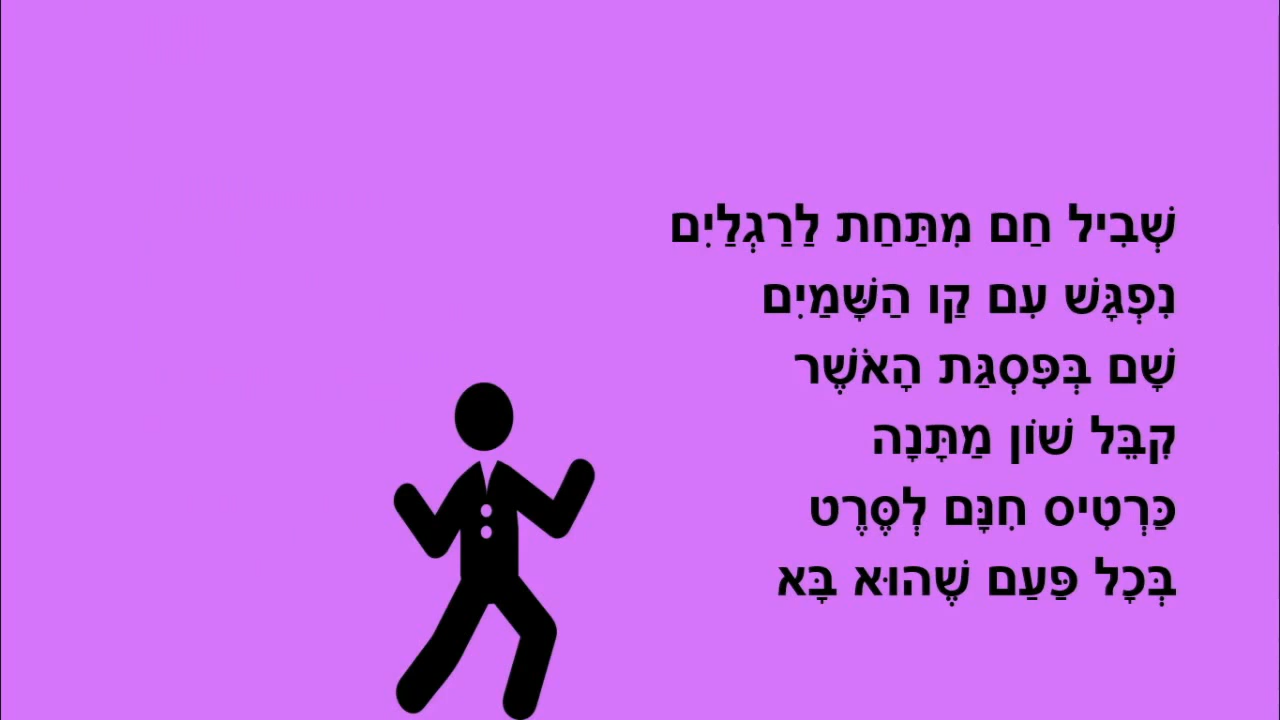 שְׁבִיל חַם מִתַּחַת לַרַגְלַיִם
נִפְגָּשׁ עִם קַו הַשָּׁמַיִם
שָׁם בְּפִּסְגַּת הָאֹשֶׁר
קִבֵּל שׁוֹן מַתָּנָה
כַּרְטִיס חִנָּם לְסֶּרֶט
בְּכָל פַּעַם שֶׁהוּא בָּא